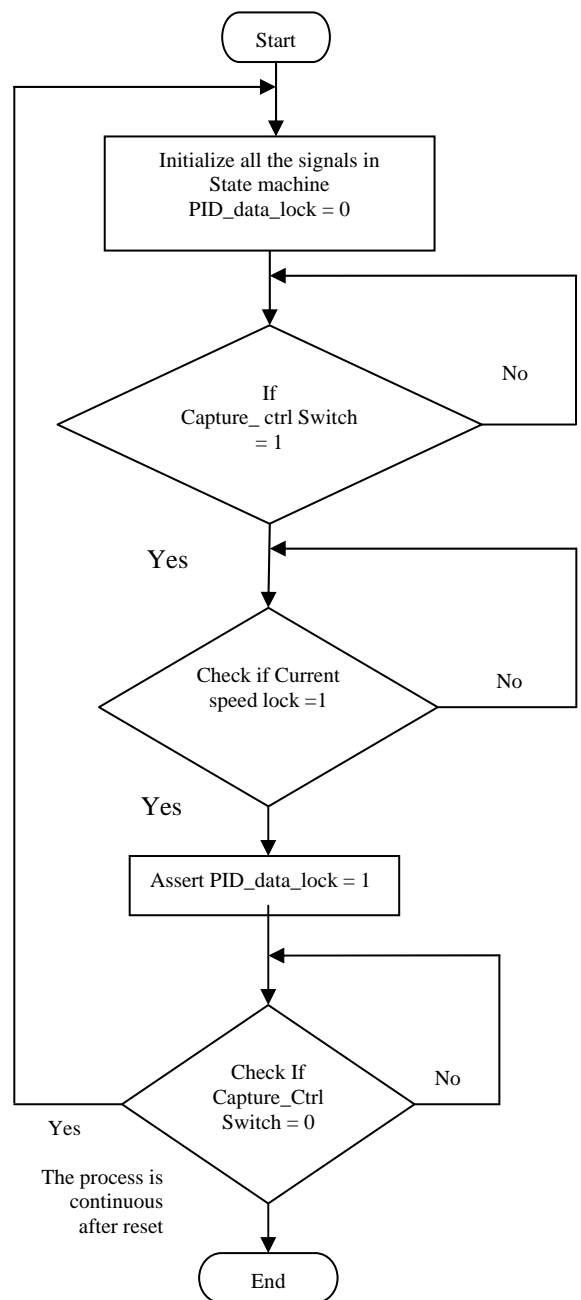 Start
Initialize all the signals in
State machine
PID_data_lock = 0
If
Capture_ ctrl Switch
= 1
No
Yes
Check if Current
speed lock =1
No
Yes
Assert PID_data_lock = 1
Check If
Capture_Ctrl
Switch = 0
No
Yes
The process is
continuous
after reset
End